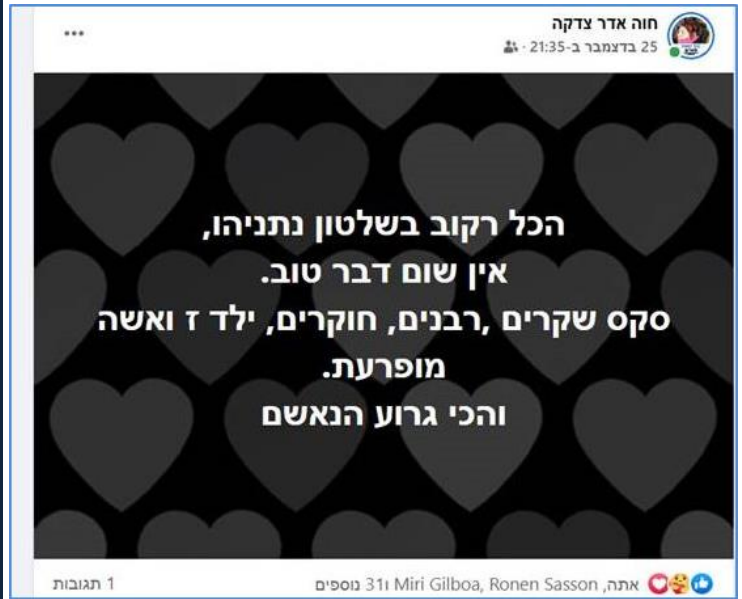 חוה אדר צדקה
25 בדצמבר ב-21:35
הכל רקוב בשלטון נתניהו,
אין שום דבר טוב.
סקס שקרים ,רבנים, חוקרים, ילד ז ואשה
מופרעת.
והכי גרוע הנאשם
אתה, Miri Gilboa, Ronen Sasson ו31 נוספים
1 תגובות